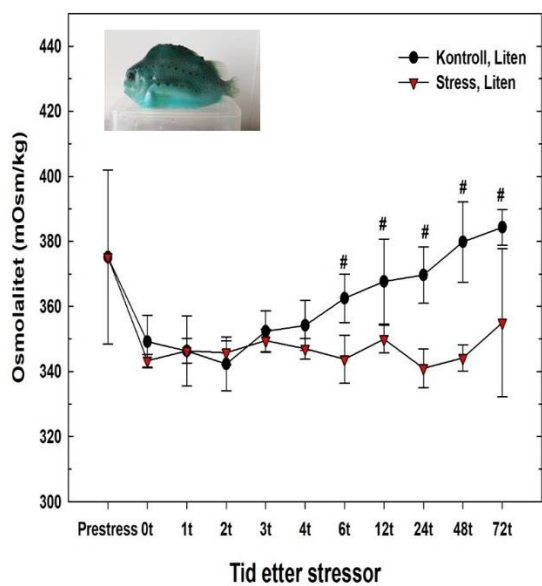 Kontroll, Liten
Stress, Liten
Osmolalitet (mOsm/kg)
440
420
400
380
360
340
320
300
# # # # #
Prestress 0t 1t 2t 3t 4t 6t 12t 24t 48t 72t
Tid etter stressor